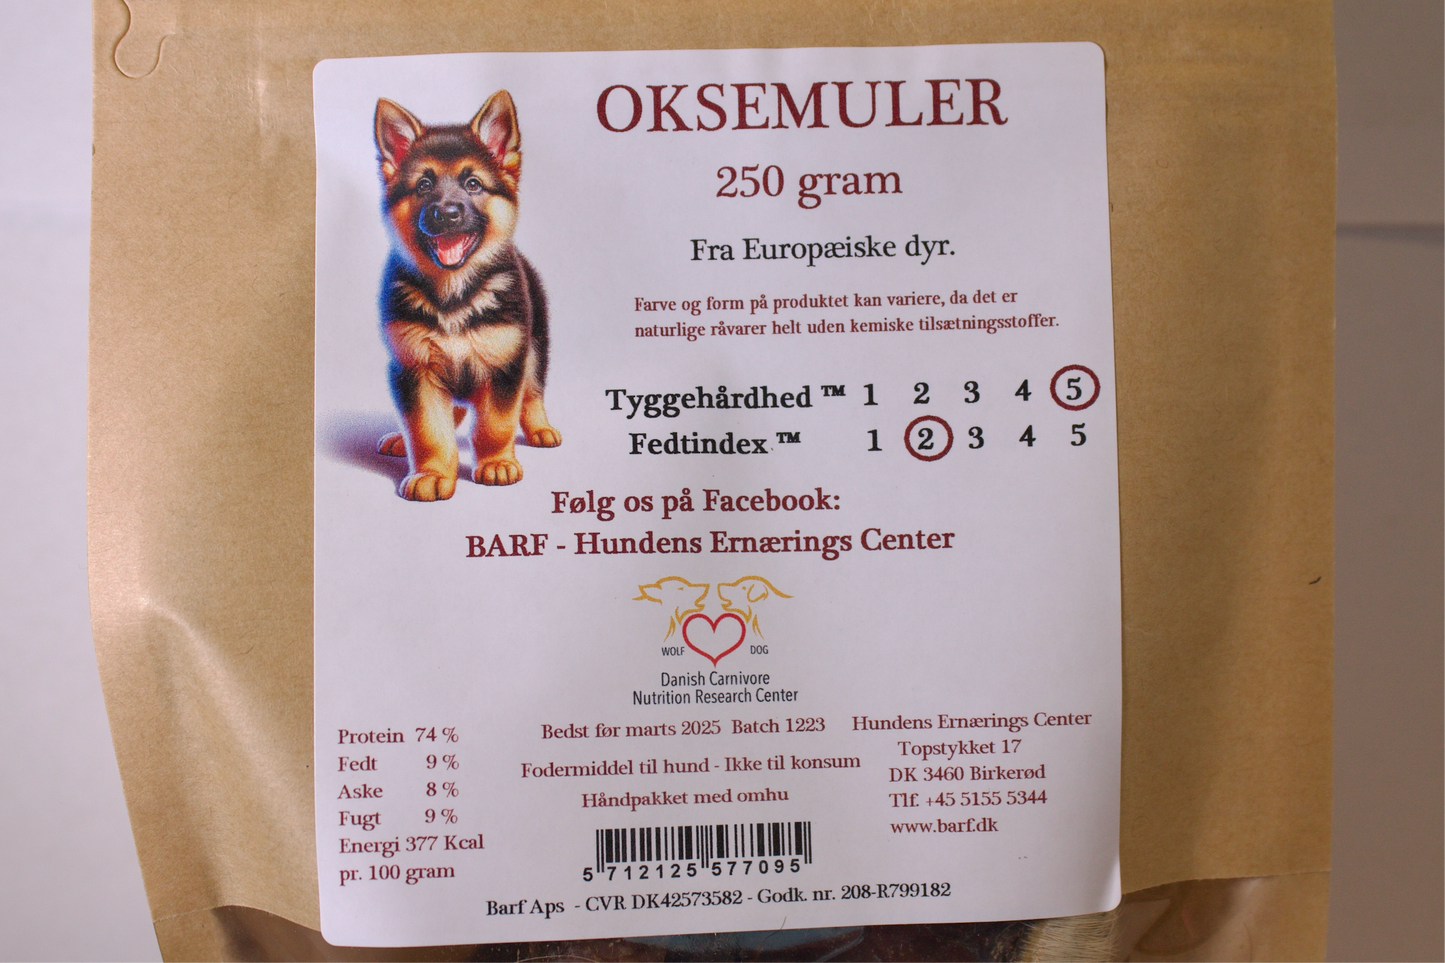 OKSEMULER
250 gram
Fra Europæiske dyr.
Farve og form på produktet kan variere, da det er
naturlige råvarer helt uden kemiske tilsætningsstoffer.
Tyggehårdhed ™ 1 2 3 4 5
Fedtindex ™ 1 2 3 4 5
Følg os på Facebook:
BARF - Hundens Ernærings Center
WOLF DOG
Danish Carnivore
Nutrition Research Center
Protein 74 %
Fedt 9 %
Aske 8 %
Fugt 9 %
Energi 377 Kcal
pr. 100 gram
Bedst før marts 2025 Batch 1223
Fodermiddel til hund - Ikke til konsum
Håndpakket med omhu
5 712125 577095
Hundens Ernærings Center
Topstykket 17
DK 3460 Birkerød
Tlf. +45 5155 5344
www.barf.dk
Barf Aps - CVR DK42573582 - Godk. nr. 208-R799182